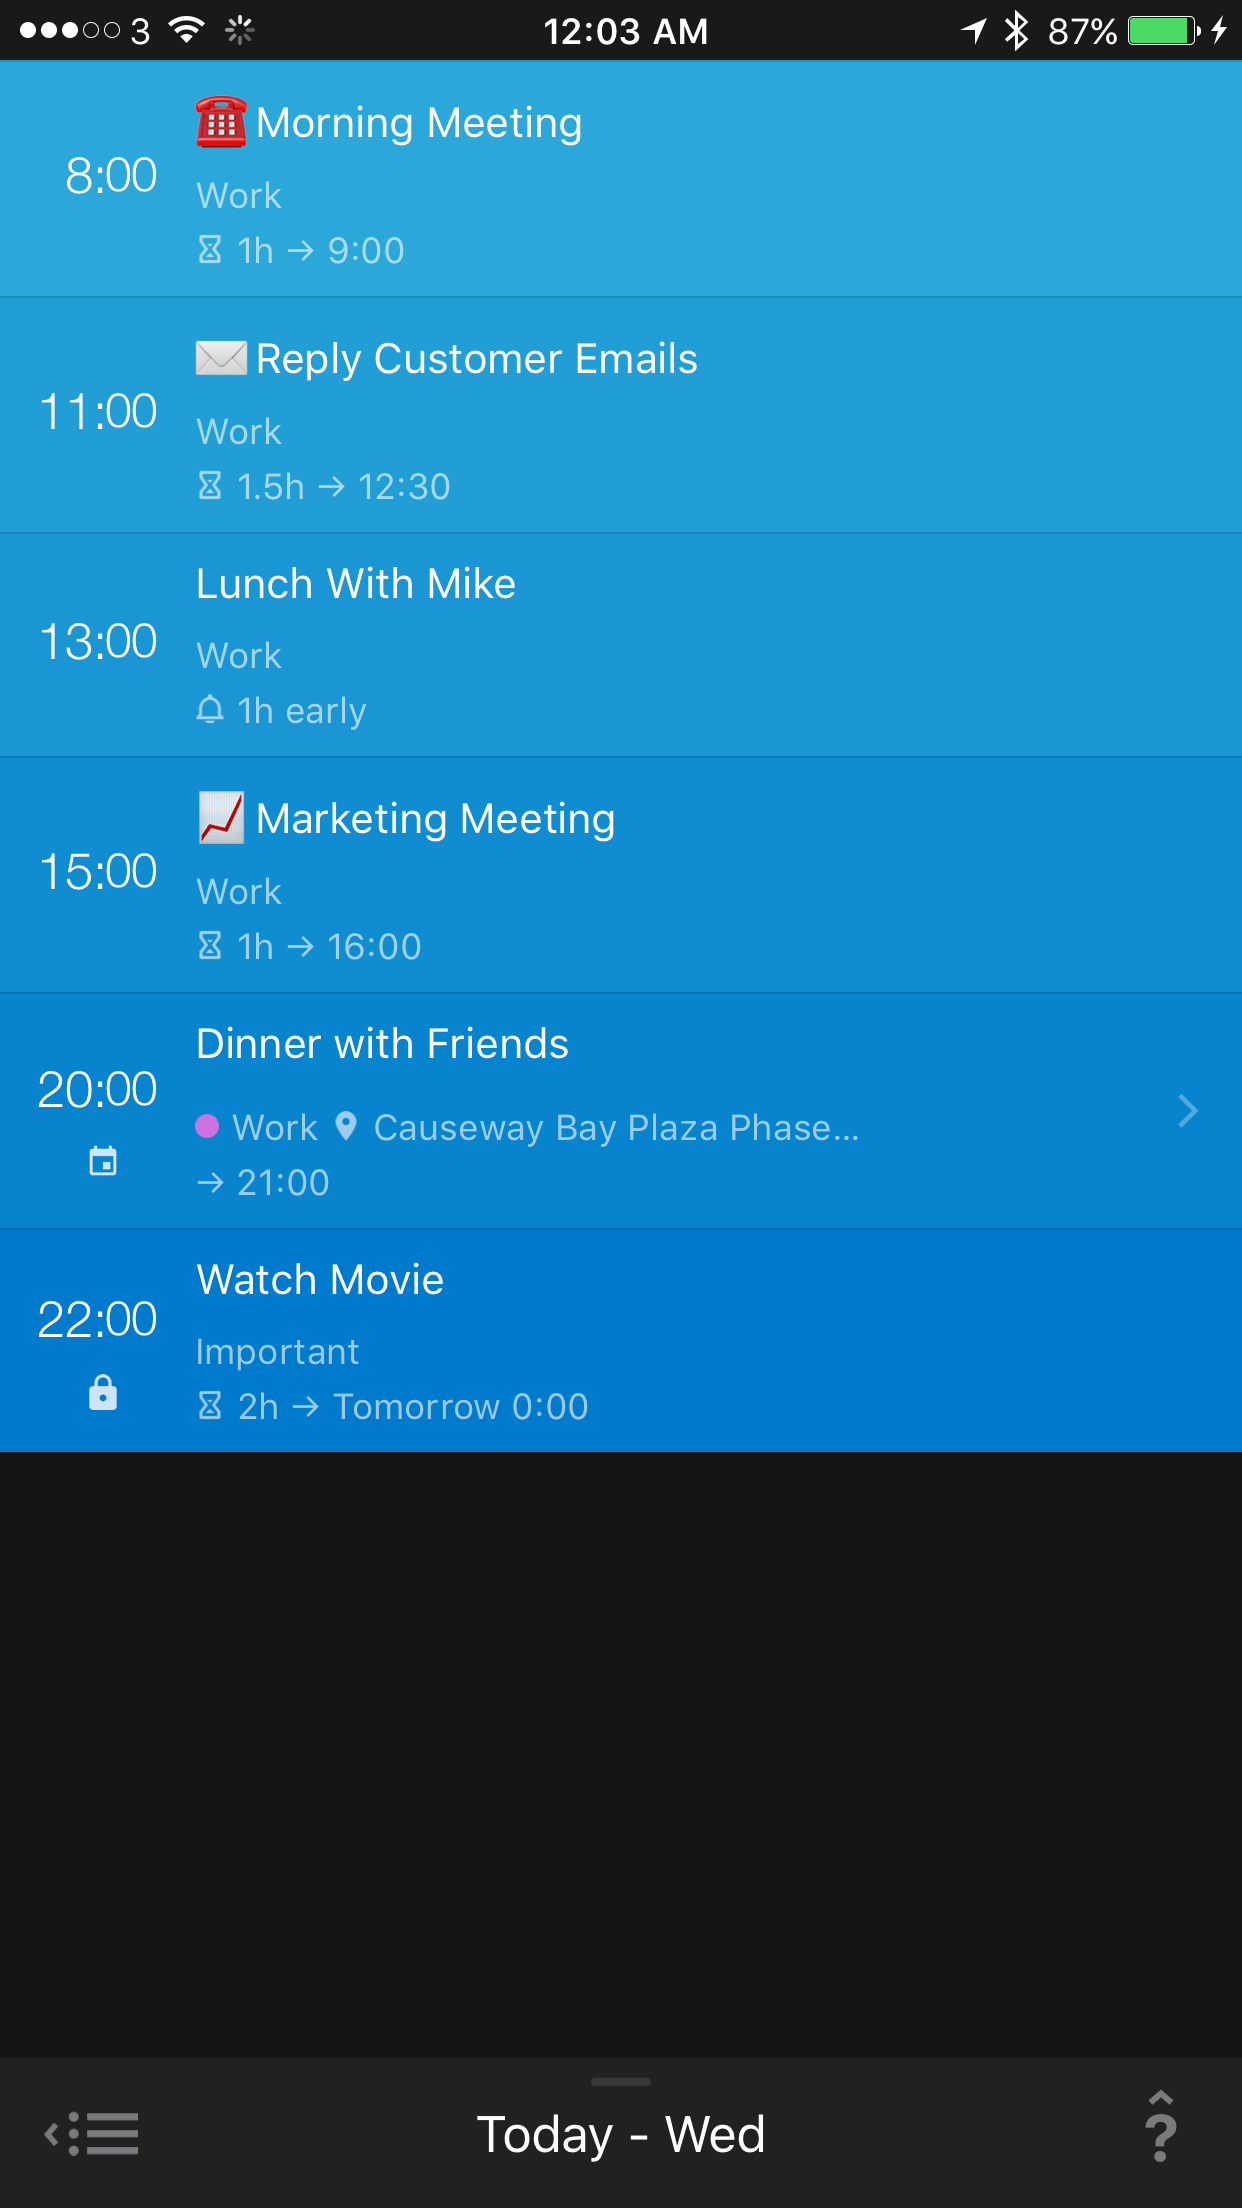 3 12:03 AM 87%
Morning Meeting
8:00
Work
1h → 9:00
Reply Customer Emails
11:00
Work
1.5h → 12:30
Lunch With Mike
13:00
Work
1h early
Marketing Meeting
15:00
Work
1h → 16:00
Dinner with Friends
20:00
Work Causeway Bay Plaza Phase...
→ 21:00
Watch Movie
22:00
Important
2h → Tomorrow 0:00
Today - Wed ?